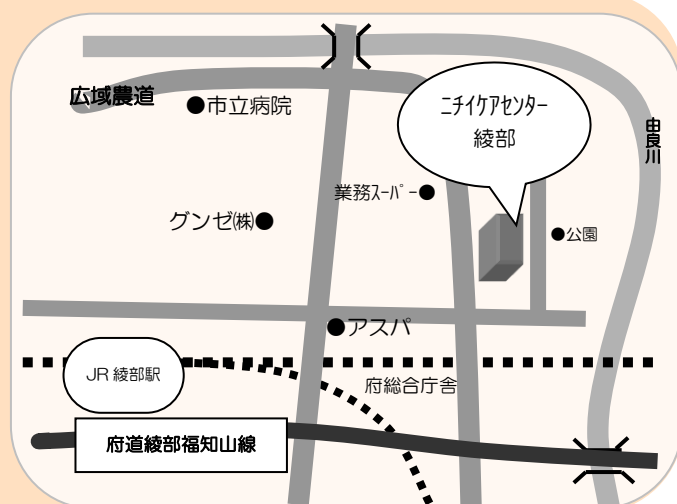 広域農道
●市立病院
ニチイケアセンター
綾部
由良川
業務スーパー●
グンゼ㈱●
●公園
●アスパ
JR 綾部駅
府総合庁舎
府道綾部福知山線